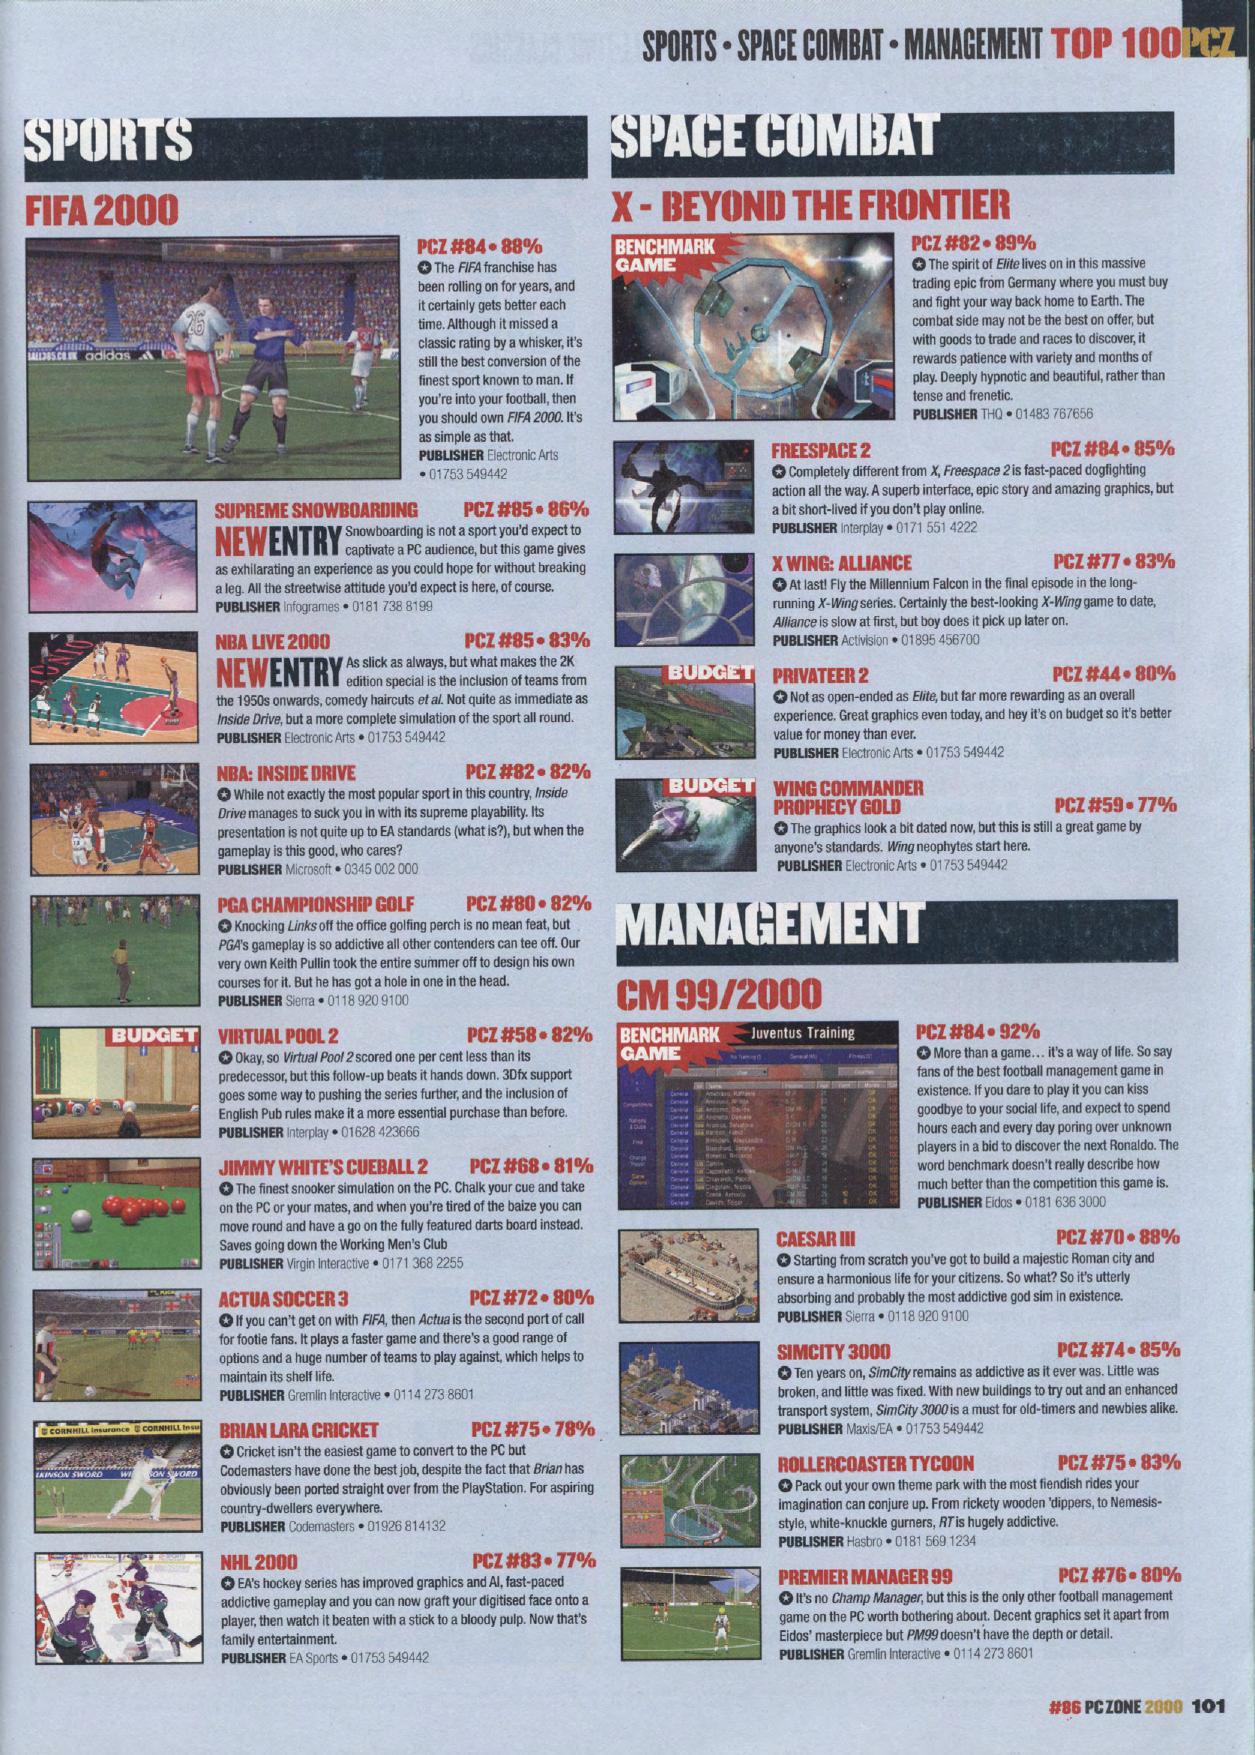 SPORTS • SPACE COMBAT • MANAGEMENT TOP 100 PCZ
SPORTS
FIFA 2000
BALL365.CO.UK adidas
26
PCZ #84 • 88%
The FIFA franchise has
been rolling on for years, and
it certainly gets better each
time. Although it missed a
classic rating by a whisker, it's
still the best conversion of the
finest sport known to man. If
you're into your football, then
you should own FIFA 2000. It's
as simple as that.
PUBLISHER Electronic Arts
• 01753 549442
SUPREME SNOWBOARDING PCZ #85 • 86%
NEW ENTRY Snowboarding is not a sport you'd expect to
captivate a PC audience, but this game gives
as exhilarating an experience as you could hope for without breaking
a leg. All the streetwise attitude you'd expect is here, of course.
PUBLISHER Infogrames • 0181 738 8199
NBA LIVE 2000 PCZ #85 • 83%
NEW ENTRY As slick as always, but what makes the 2K
edition special is the inclusion of teams from
the 1950s onwards, comedy haircuts et al. Not quite as immediate as
Inside Drive, but a more complete simulation of the sport all round.
PUBLISHER Electronic Arts • 01753 549442
NBA: INSIDE DRIVE PCZ #82 • 82%
While not exactly the most popular sport in this country, Inside
Drive manages to suck you in with its supreme playability. Its
presentation is not quite up to EA standards (what is?), but when the
gameplay is this good, who cares?
PUBLISHER Microsoft • 0345 002 000
PGA CHAMPIONSHIP GOLF PCZ #80 • 82%
Knocking Links off the office golfing perch is no mean feat, but
PGA's gameplay is so addictive all other contenders can tee off. Our
very own Keith Pullin took the entire summer off to design his own
courses for it. But he has got a hole in one in the head.
PUBLISHER Sierra • 0118 920 9100
BUDGET
VIRTUAL POOL 2 PCZ #58 • 82%
Okay, so Virtual Pool 2 scored one per cent less than its
predecessor, but this follow-up beats it hands down. 3Dfx support
goes some way to pushing the series further, and the inclusion of
English Pub rules make it a more essential purchase than before.
PUBLISHER Interplay • 01628 423666
JIMMY WHITE'S CUEBALL 2 PCZ #68 • 81%
The finest snooker simulation on the PC. Chalk your cue and take
on the PC or your mates, and when you're tired of the baize you can
move round and have a go on the fully featured darts board instead.
Saves going down the Working Men's Club
PUBLISHER Virgin Interactive • 0171 368 2255
ACTUA SOCCER 3 PCZ #72 • 80%
If you can't get on with FIFA, then Actua is the second port of call
for footie fans. It plays a faster game and there's a good range of
options and a huge number of teams to play against, which helps to
maintain its shelf life.
PUBLISHER Gremlin Interactive • 0114 273 8601
CORNHILL Insurance CORNHILL Insu
LKINSON SWORD
BRIAN LARA CRICKET PCZ #75 • 78%
Cricket isn't the easiest game to convert to the PC but
Codemasters have done the best job, despite the fact that Brian has
obviously been ported straight over from the PlayStation. For aspiring
country-dwellers everywhere.
PUBLISHER Codemasters • 01926 814132
NHL 2000 PCZ #83 • 77%
EA's hockey series has improved graphics and AI, fast-paced
addictive gameplay and you can now graft your digitised face onto a
player, then watch it beaten with a stick to a bloody pulp. Now that's
family entertainment.
PUBLISHER EA Sports • 01753 549442
SPACE COMBAT
X - BEYOND THE FRONTIER
BENCHMARK
GAME
PCZ #82 • 89%
The spirit of Elite lives on in this massive
trading epic from Germany where you must buy
and fight your way back home to Earth. The
combat side may not be the best on offer, but
with goods to trade and races to discover, it
rewards patience with variety and months of
play. Deeply hypnotic and beautiful, rather than
tense and frenetic.
PUBLISHER THQ • 01483 767656
FREESPACE 2 PCZ #84 • 85%
Completely different from X, Freespace 2 is fast-paced dogfighting
action all the way. A superb interface, epic story and amazing graphics, but
a bit short-lived if you don't play online.
PUBLISHER Interplay • 0171 551 4222
X WING: ALLIANCE PCZ #77 • 83%
At last! Fly the Millennium Falcon in the final episode in the long-
running X-Wing series. Certainly the best-looking X-Wing game to date,
Alliance is slow at first, but boy does it pick up later on.
PUBLISHER Activision • 01895 456700
BUDGET
PRIVATEER 2 PCZ #44 • 80%
Not as open-ended as Elite, but far more rewarding as an overall
experience. Great graphics even today, and hey it's on budget so it's better
value for money than ever.
PUBLISHER Electronic Arts • 01753 549442
BUDGET
WING COMMANDER
PROPHECY GOLD PCZ #59 • 77%
The graphics look a bit dated now, but this is still a great game by
anyone's standards. Wing neophytes start here.
PUBLISHER Electronic Arts • 01753 549442
MANAGEMENT
CM 99/2000
BENCHMARK
GAME
Juventus Training
PCZ #84 • 92%
More than a game... it's a way of life. So say
fans of the best football management game in
existence. If you dare to play it you can kiss
goodbye to your social life, and expect to spend
hours each and every day poring over unknown
players in a bid to discover the next Ronaldo. The
word benchmark doesn't really describe how
much better than the competition this game is.
PUBLISHER Eidos • 0181 636 3000
CAESAR III PCZ #70 • 88%
Starting from scratch you've got to build a majestic Roman city and
ensure a harmonious life for your citizens. So what? So it's utterly
absorbing and probably the most addictive god sim in existence.
PUBLISHER Sierra • 0118 920 9100
SIMCITY 3000 PCZ #74 • 85%
Ten years on, SimCity remains as addictive as it ever was. Little was
broken, and little was fixed. With new buildings to try out and an enhanced
transport system, SimCity 3000 is a must for old-timers and newbies alike.
PUBLISHER Maxis/EA • 01753 549442
ROLLERCOASTER TYCOON PCZ #75 • 83%
Pack out your own theme park with the most fiendish rides your
imagination can conjure up. From rickety wooden 'dippers, to Nemesis-
style, white-knuckle gurners, RT is hugely addictive.
PUBLISHER Hasbro • 0181 569 1234
PREMIER MANAGER 99 PCZ #76 • 80%
It's no Champ Manager, but this is the only other football management
game on the PC worth bothering about. Decent graphics set it apart from
Eidos' masterpiece but PM99 doesn't have the depth or detail.
PUBLISHER Gremlin Interactive • 0114 273 8601
#86 PC ZONE 2000 101